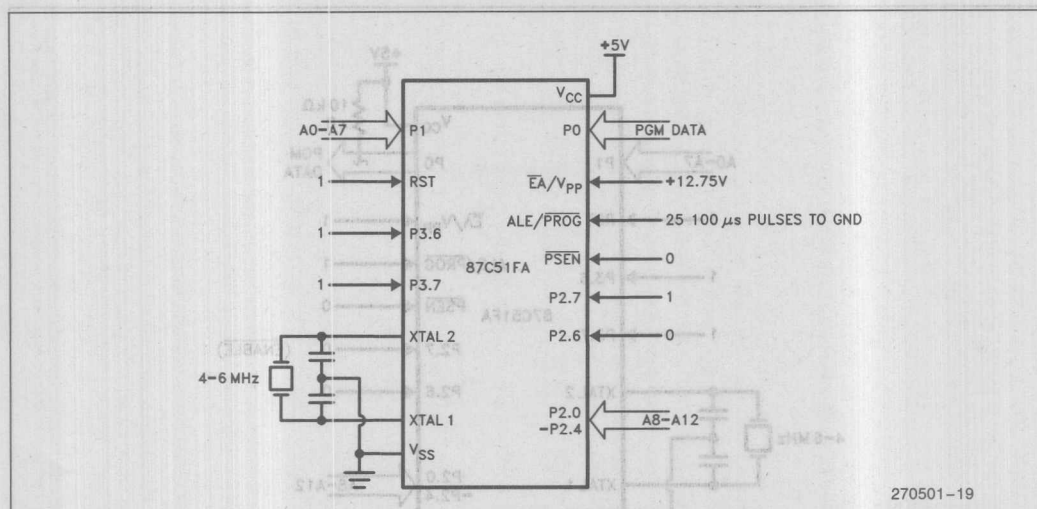 +5V
VCC
A0-A7 P1 P0 PGM DATA
1 RST EA/VPP +12.75V
ALE/PROG 25 100 μs PULSES TO GND
1 P3.6
PSEN 0
87C51FA
1 P3.7
P2.7 1
XTAL 2 P2.6 0
4-6 MHz
XTAL 1
P2.0
-P2.4 A8-A12
VSS
270501-19